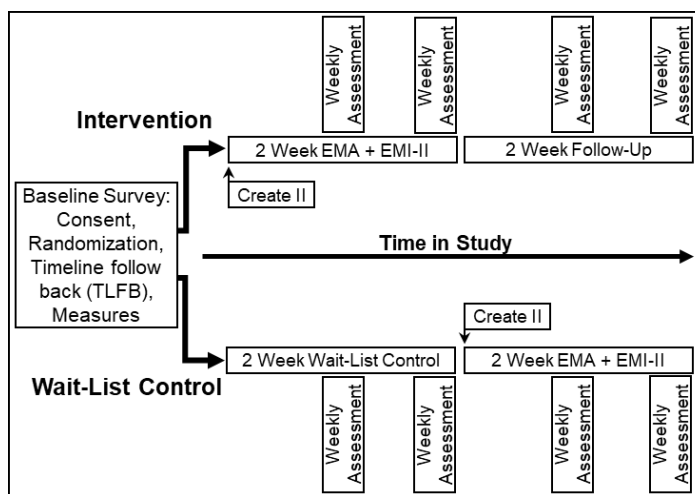 Weekly
Assessment
Weekly
Assessment
Weekly
Assessment
Weekly
Assessment
Intervention
2 Week EMA + EMI-II
2 Week Follow-Up
Create II
Baseline Survey:
Consent,
Randomization,
Timeline follow
back (TLFB),
Measures
Time in Study
Create II
2 Week Wait-List Control
2 Week EMA + EMI-II
Wait-List Control
Weekly
Assessment
Weekly
Assessment
Weekly
Assessment
Weekly
Assessment